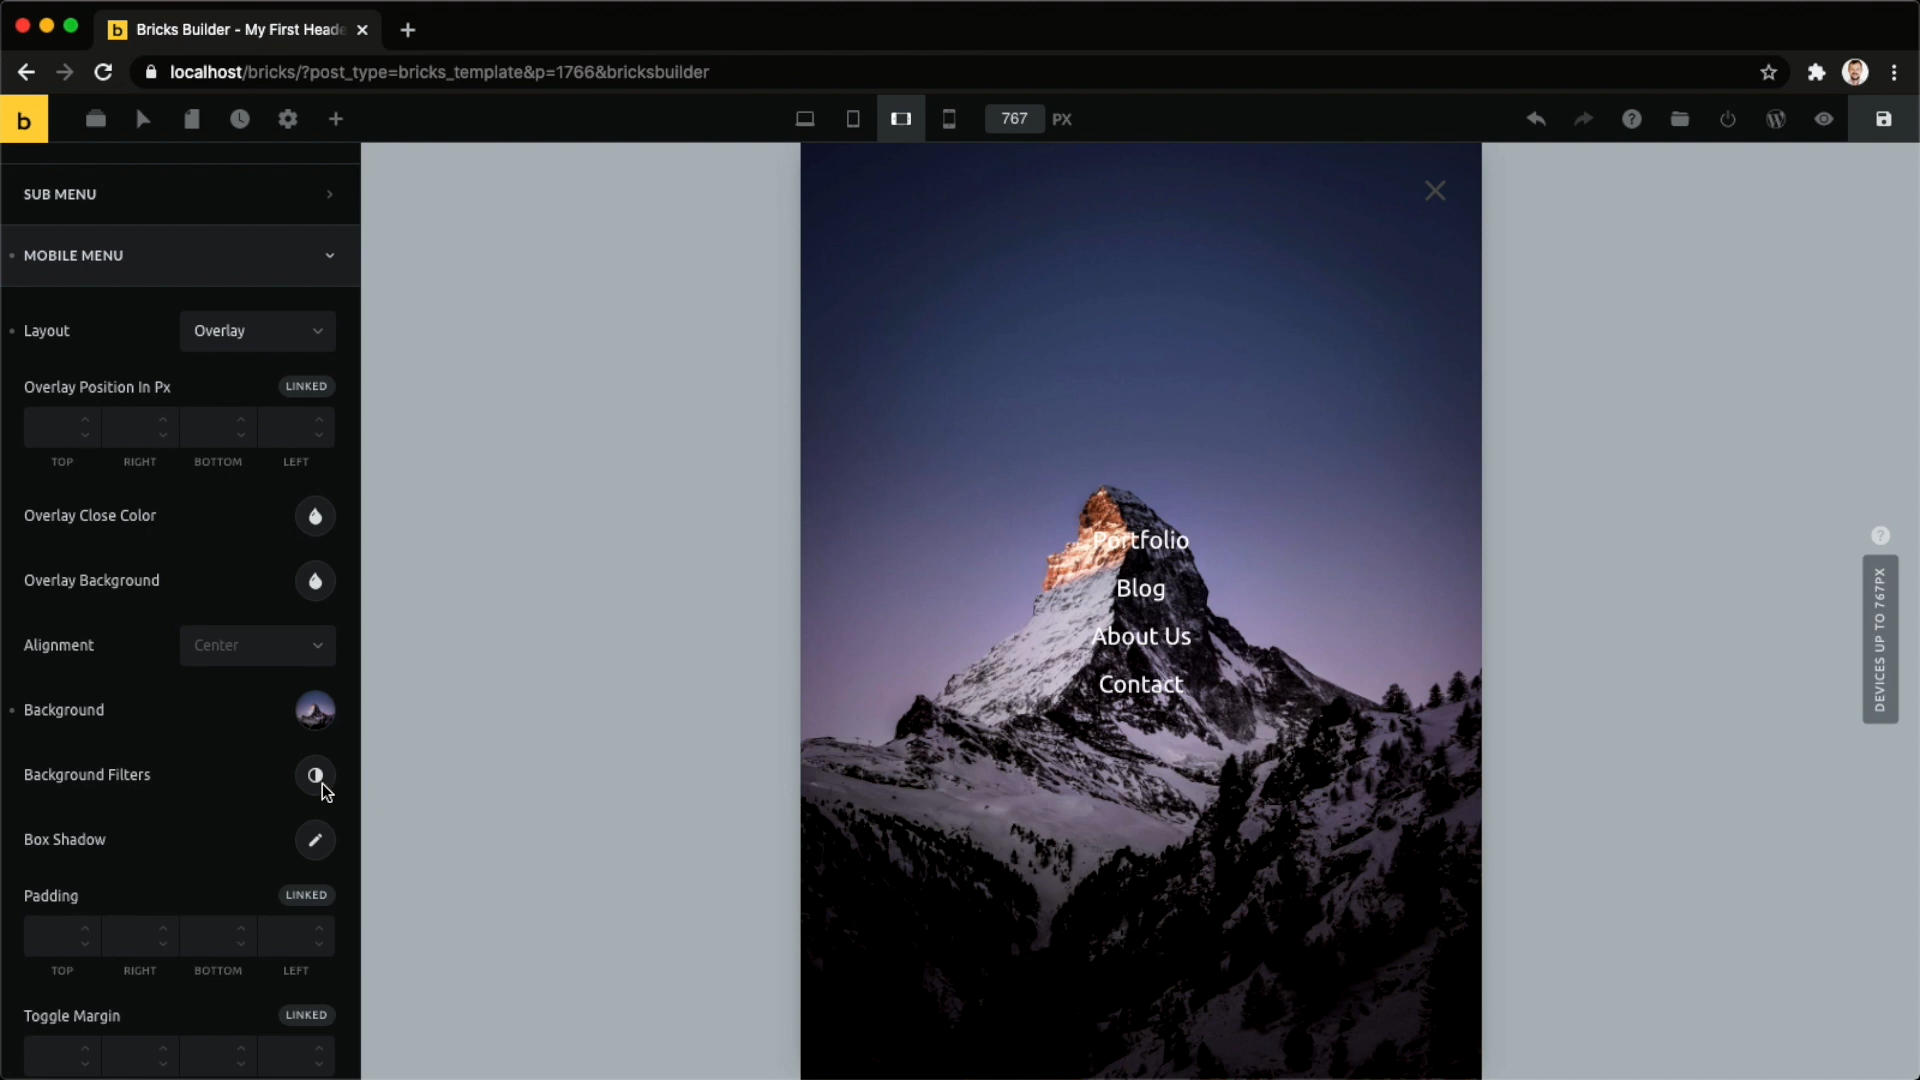 b Bricks Builder - My First Heade
localhost/bricks/?post_type=bricks_template&p=1766&bricksbuilder
b
767 PX
SUB MENU
MOBILE MENU
Layout
Overlay
Overlay Position In Px
LINKED
TOP RIGHT BOTTOM LEFT
Overlay Close Color
Overlay Background
Alignment
Center
Background
Background Filters
Box Shadow
Padding
LINKED
TOP RIGHT BOTTOM LEFT
Toggle Margin
LINKED
Portfolio
Blog
About Us
Contact
?
DEVICES UP TO 767PX